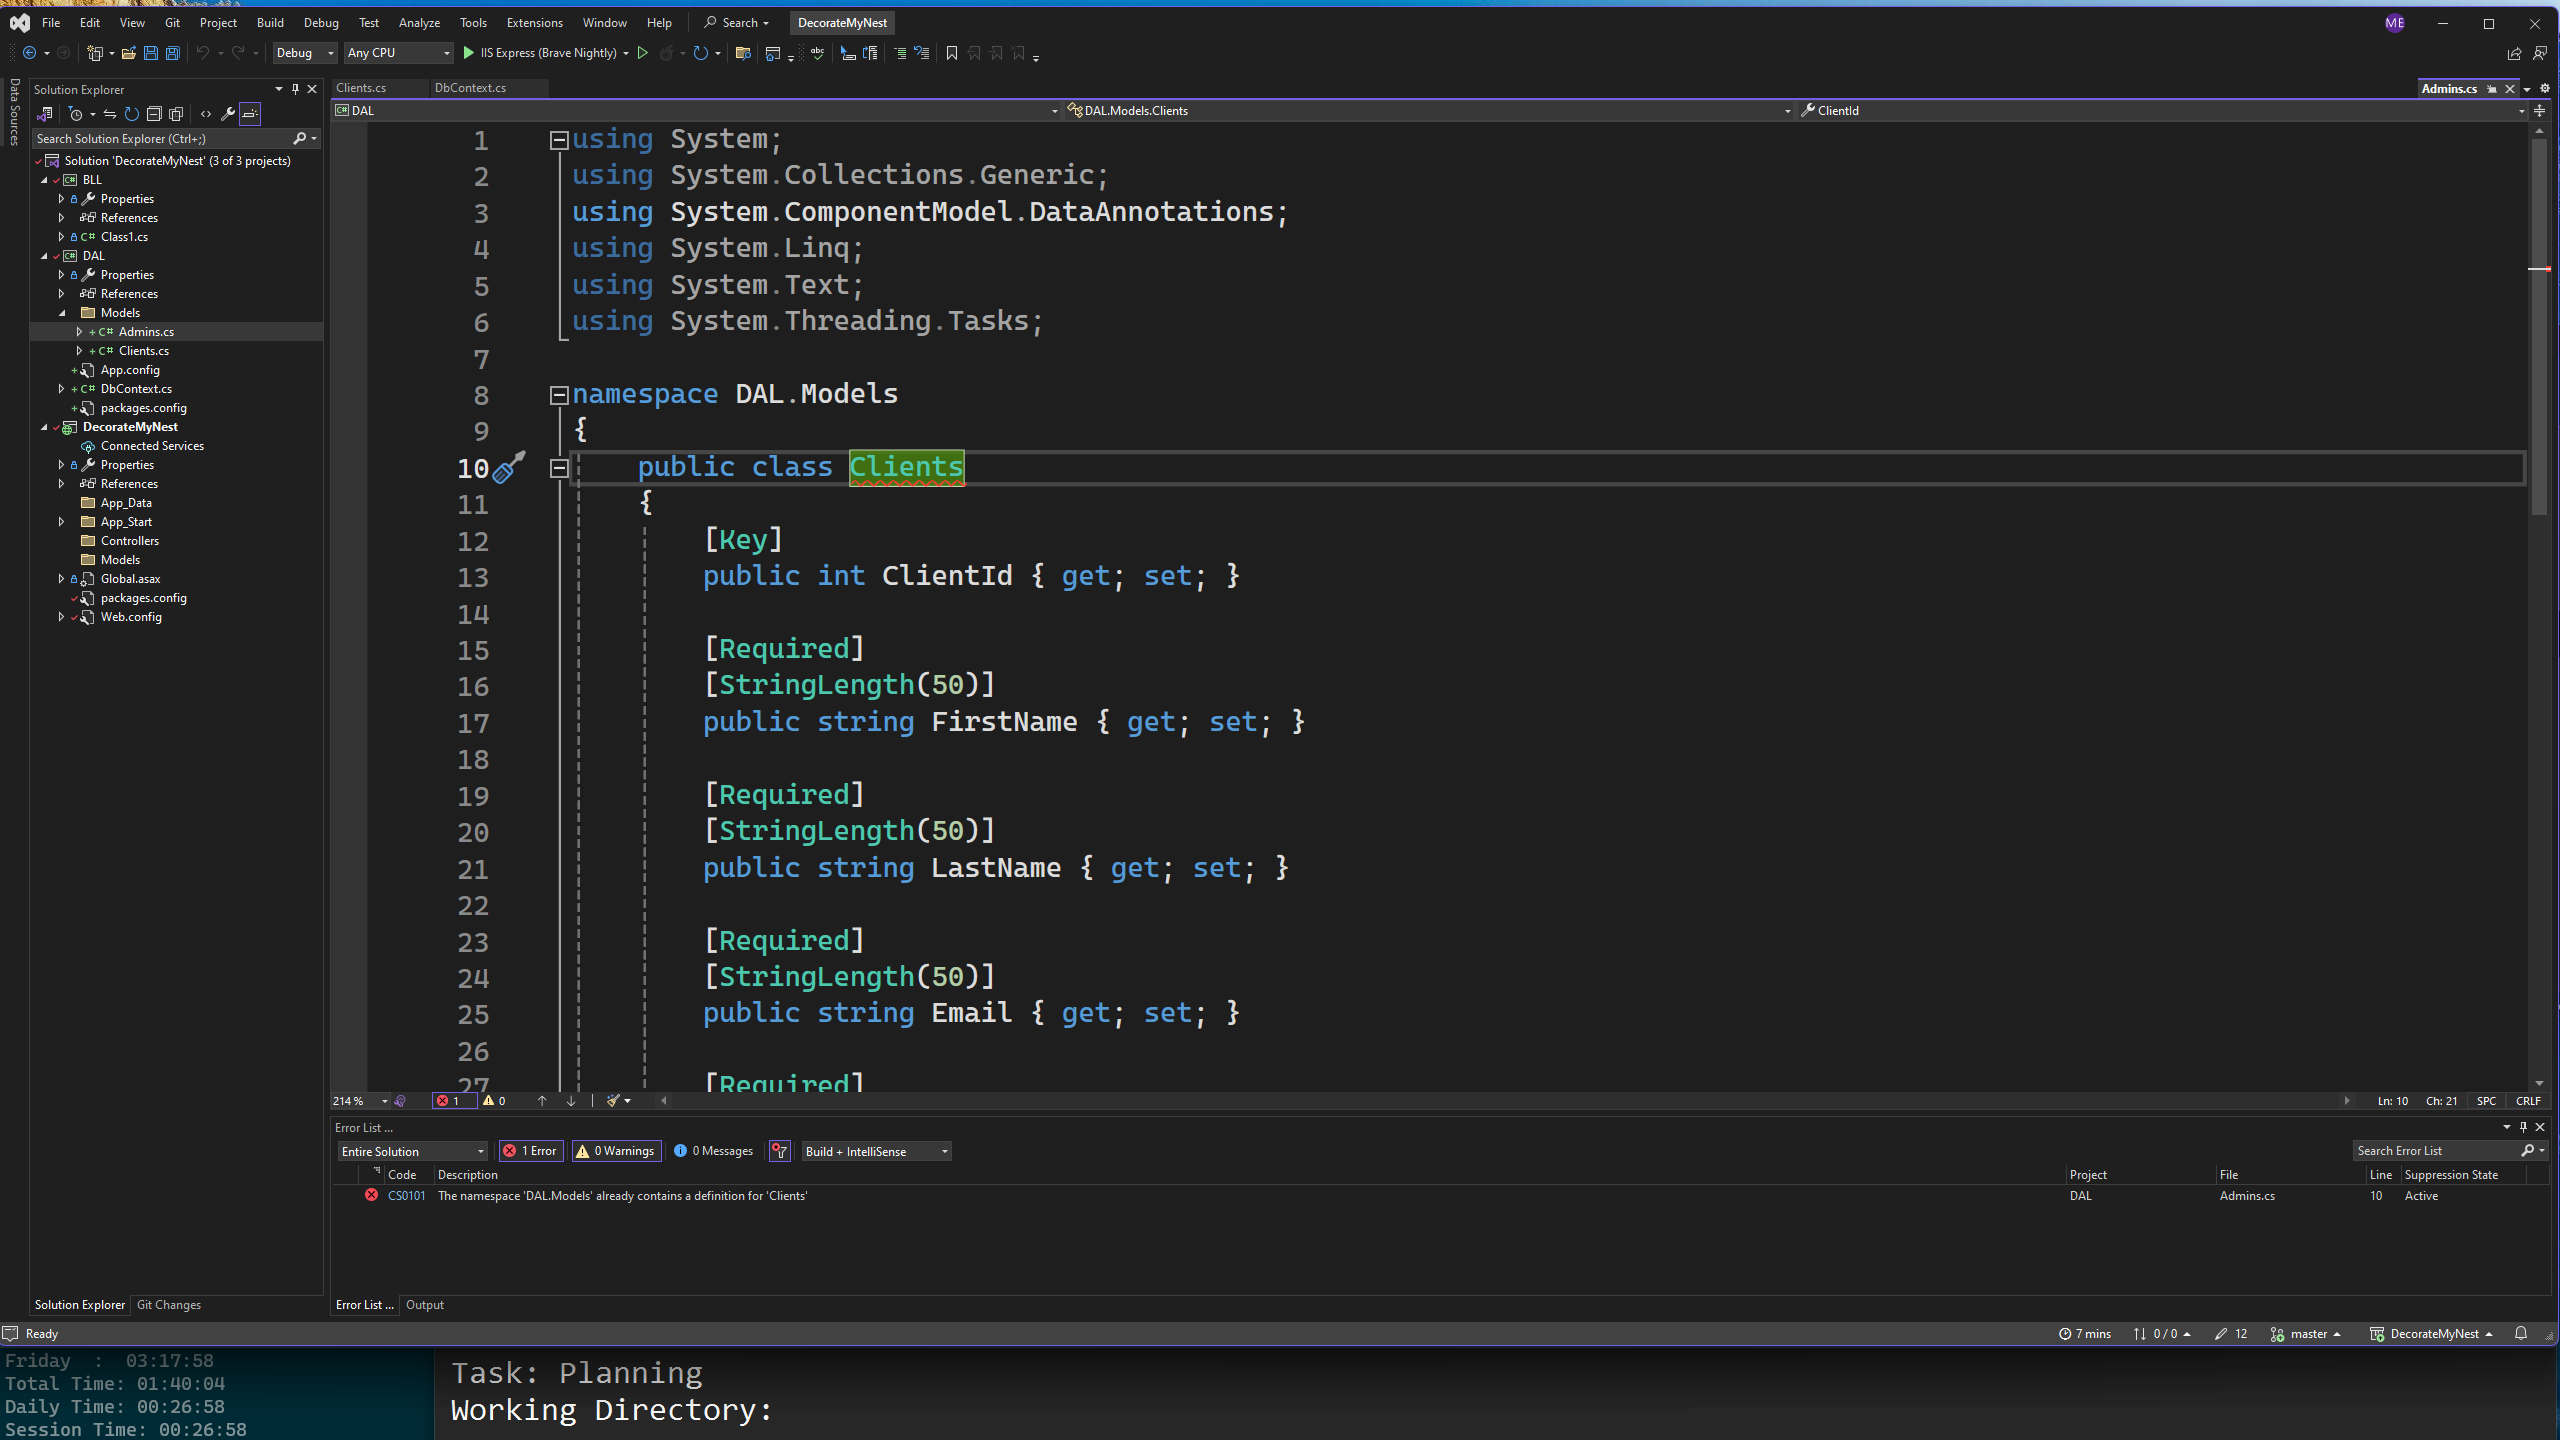 File Edit View Git Project Build Debug Test Analyze Tools Extensions Window Help Search DecorateMyNest ME
Debug Any CPU IIS Express (Brave Nightly)
Data Sources
Solution Explorer
Search Solution Explorer (Ctrl+;)
Solution 'DecorateMyNest' (3 of 3 projects)
BLL
Properties
References
C# Class1.cs
DAL
Properties
References
Models
C# Admins.cs
C# Clients.cs
App.config
C# DbContext.cs
packages.config
DecorateMyNest
Connected Services
Properties
References
App_Data
App_Start
Controllers
Models
Global.asax
packages.config
Web.config
Solution Explorer Git Changes
Clients.cs DbContext.cs Admins.cs
DAL DAL.Models.Clients ClientId
1 using System;
2 using System.Collections.Generic;
3 using System.ComponentModel.DataAnnotations;
4 using System.Linq;
5 using System.Text;
6 using System.Threading.Tasks;
7
8 namespace DAL.Models
9 {
10 public class Clients
11 {
12 [Key]
13 public int ClientId { get; set; }
14
15 [Required]
16 [StringLength(50)]
17 public string FirstName { get; set; }
18
19 [Required]
20 [StringLength(50)]
21 public string LastName { get; set; }
22
23 [Required]
24 [StringLength(50)]
25 public string Email { get; set; }
26
27 [Required]
214 % 1 0 Ln: 10 Ch: 21 SPC CRLF
Error List ...
Entire Solution 1 Error 0 Warnings 0 Messages Build + IntelliSense Search Error List
Code Description Project File Line Suppression State
CS0101 The namespace 'DAL.Models' already contains a definition for 'Clients' DAL Admins.cs 10 Active
Error List ... Output
Ready 7 mins 0 / 0 12 master DecorateMyNest
Friday : 03:17:58
Total Time: 01:40:04
Daily Time: 00:26:58
Session Time: 00:26:58
Task: Planning
Working Directory: